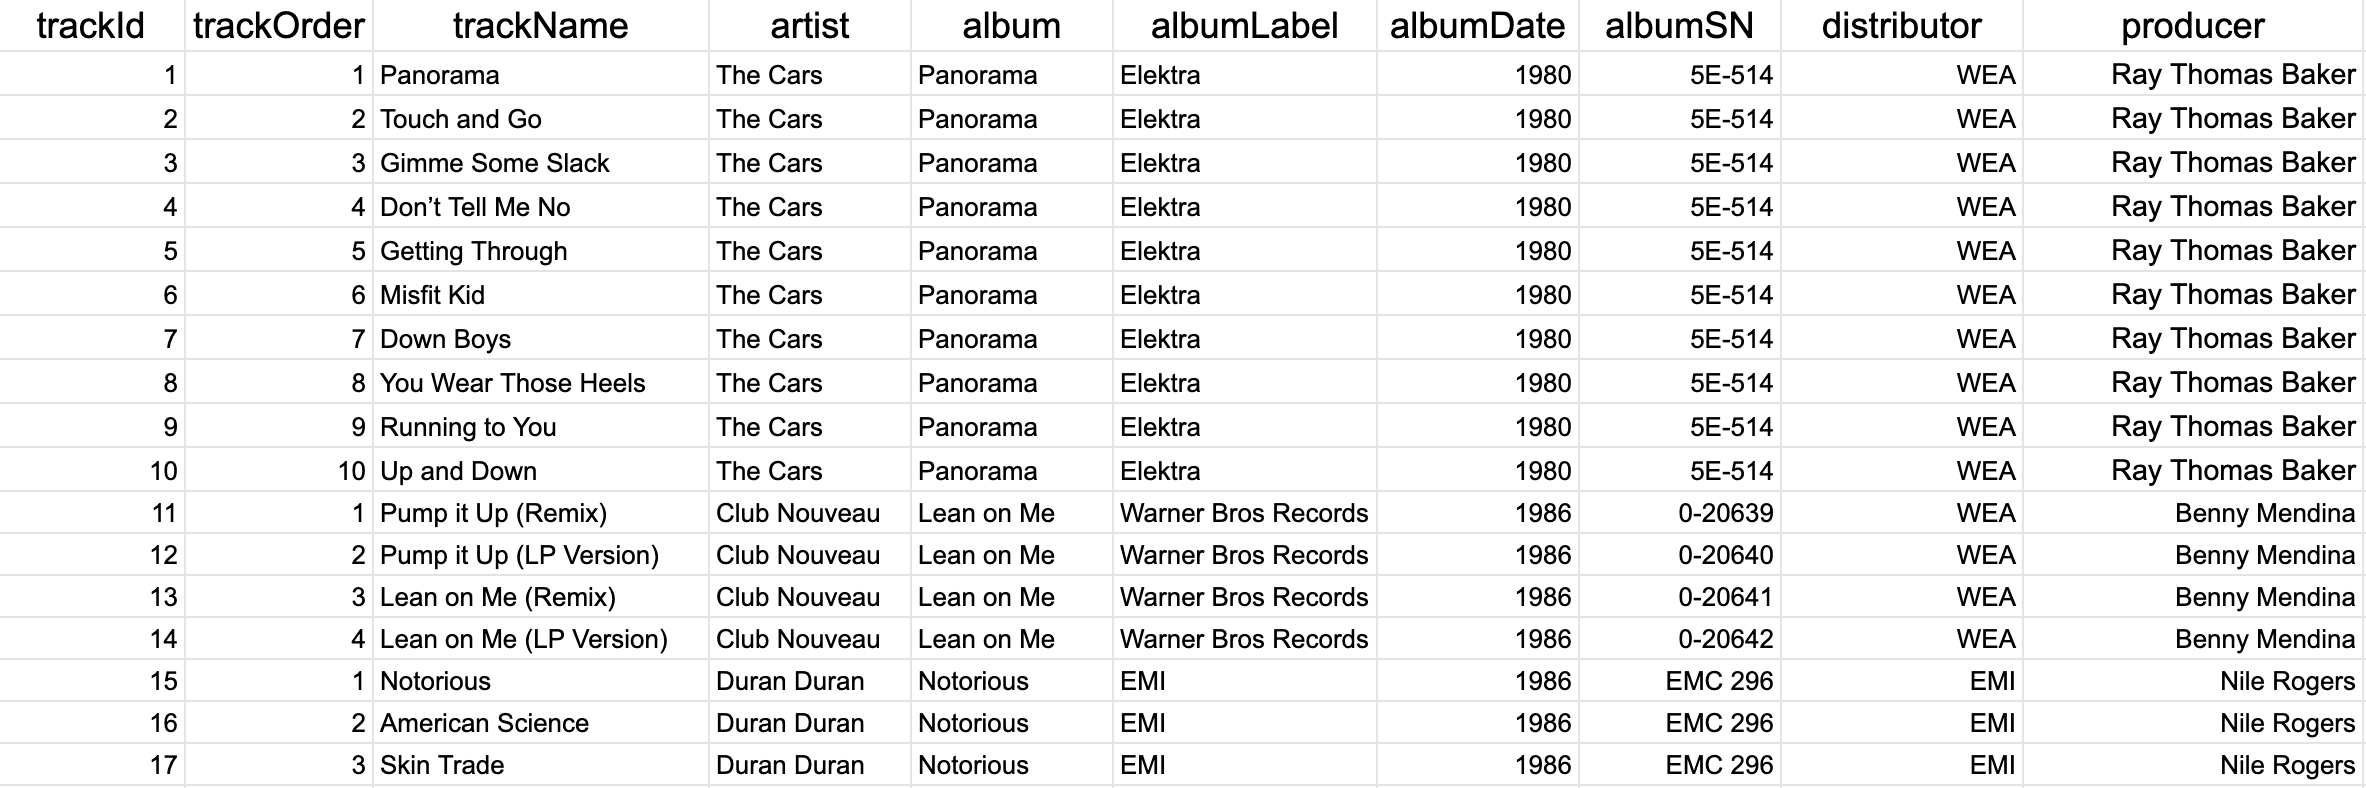 trackId trackOrder trackName artist album albumLabel albumDate albumSN distributor producer
1 1 Panorama The Cars Panorama Elektra 1980 5E-514 WEA Ray Thomas Baker
2 2 Touch and Go The Cars Panorama Elektra 1980 5E-514 WEA Ray Thomas Baker
3 3 Gimme Some Slack The Cars Panorama Elektra 1980 5E-514 WEA Ray Thomas Baker
4 4 Don’t Tell Me No The Cars Panorama Elektra 1980 5E-514 WEA Ray Thomas Baker
5 5 Getting Through The Cars Panorama Elektra 1980 5E-514 WEA Ray Thomas Baker
6 6 Misfit Kid The Cars Panorama Elektra 1980 5E-514 WEA Ray Thomas Baker
7 7 Down Boys The Cars Panorama Elektra 1980 5E-514 WEA Ray Thomas Baker
8 8 You Wear Those Heels The Cars Panorama Elektra 1980 5E-514 WEA Ray Thomas Baker
9 9 Running to You The Cars Panorama Elektra 1980 5E-514 WEA Ray Thomas Baker
10 10 Up and Down The Cars Panorama Elektra 1980 5E-514 WEA Ray Thomas Baker
11 1 Pump it Up (Remix) Club Nouveau Lean on Me Warner Bros Records 1986 0-20639 WEA Benny Mendina
12 2 Pump it Up (LP Version) Club Nouveau Lean on Me Warner Bros Records 1986 0-20640 WEA Benny Mendina
13 3 Lean on Me (Remix) Club Nouveau Lean on Me Warner Bros Records 1986 0-20641 WEA Benny Mendina
14 4 Lean on Me (LP Version) Club Nouveau Lean on Me Warner Bros Records 1986 0-20642 WEA Benny Mendina
15 1 Notorious Duran Duran Notorious EMI 1986 EMC 296 EMI Nile Rogers
16 2 American Science Duran Duran Notorious EMI 1986 EMC 296 EMI Nile Rogers
17 3 Skin Trade Duran Duran Notorious EMI 1986 EMC 296 EMI Nile Rogers